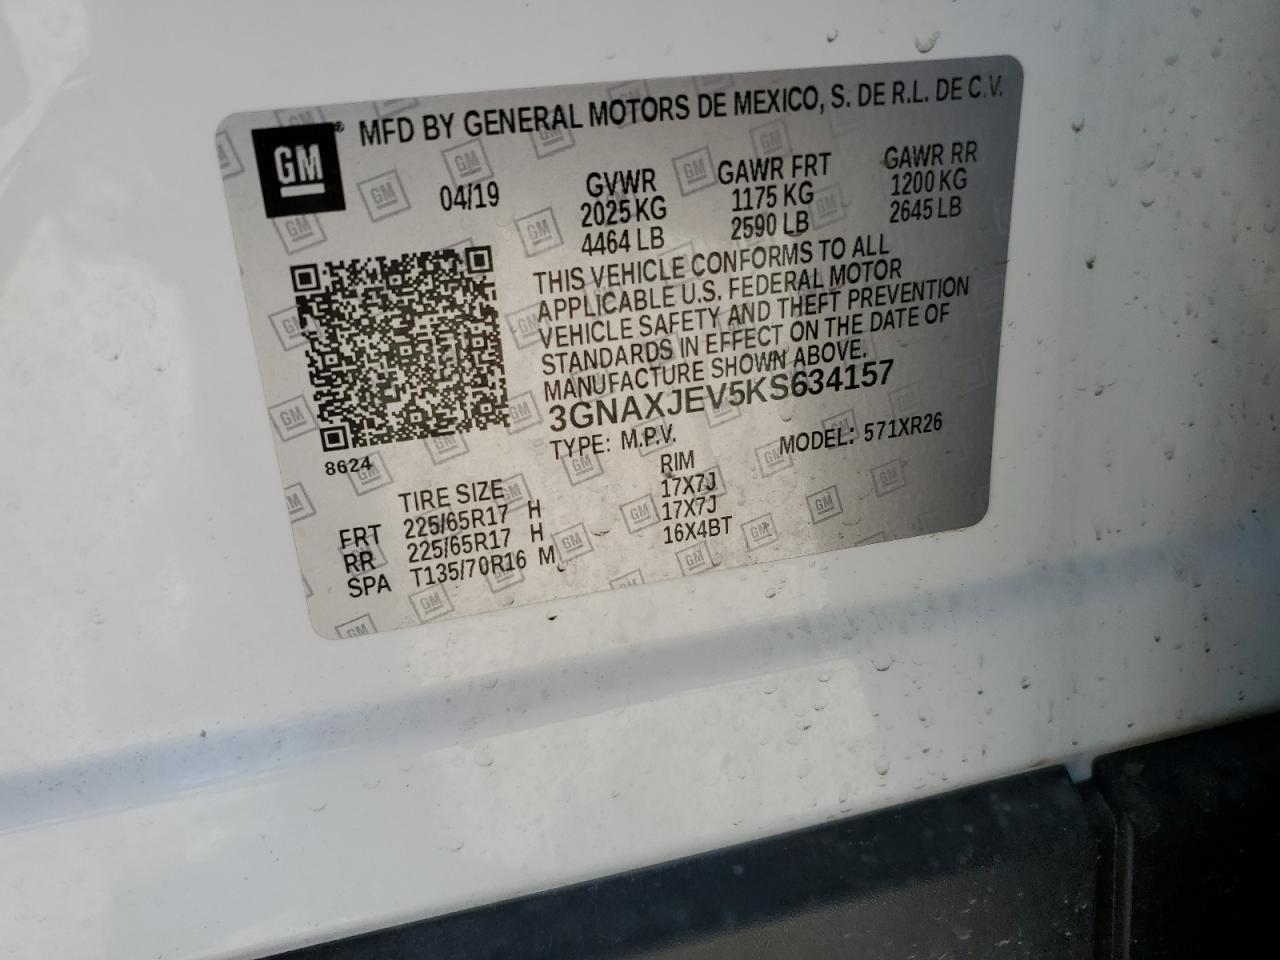 GM® MFD BY GENERAL MOTORS DE MEXICO, S. DE R.L. DE C.V.
04/19 GVWR GAWR FRT GAWR RR
2025 KG 1175 KG 1200 KG
4464 LB 2590 LB 2645 LB
THIS VEHICLE CONFORMS TO ALL
APPLICABLE U.S. FEDERAL MOTOR
VEHICLE SAFETY AND THEFT PREVENTION
STANDARDS IN EFFECT ON THE DATE OF
MANUFACTURE SHOWN ABOVE.
3GNAXJEV5KS634157
TYPE: M.P.V. MODEL: 571XR26
8624
TIRE SIZE RIM
FRT 225/65R17 H 17X7J
RR 225/65R17 H 17X7J
SPA T135/70R16 M 16X4BT